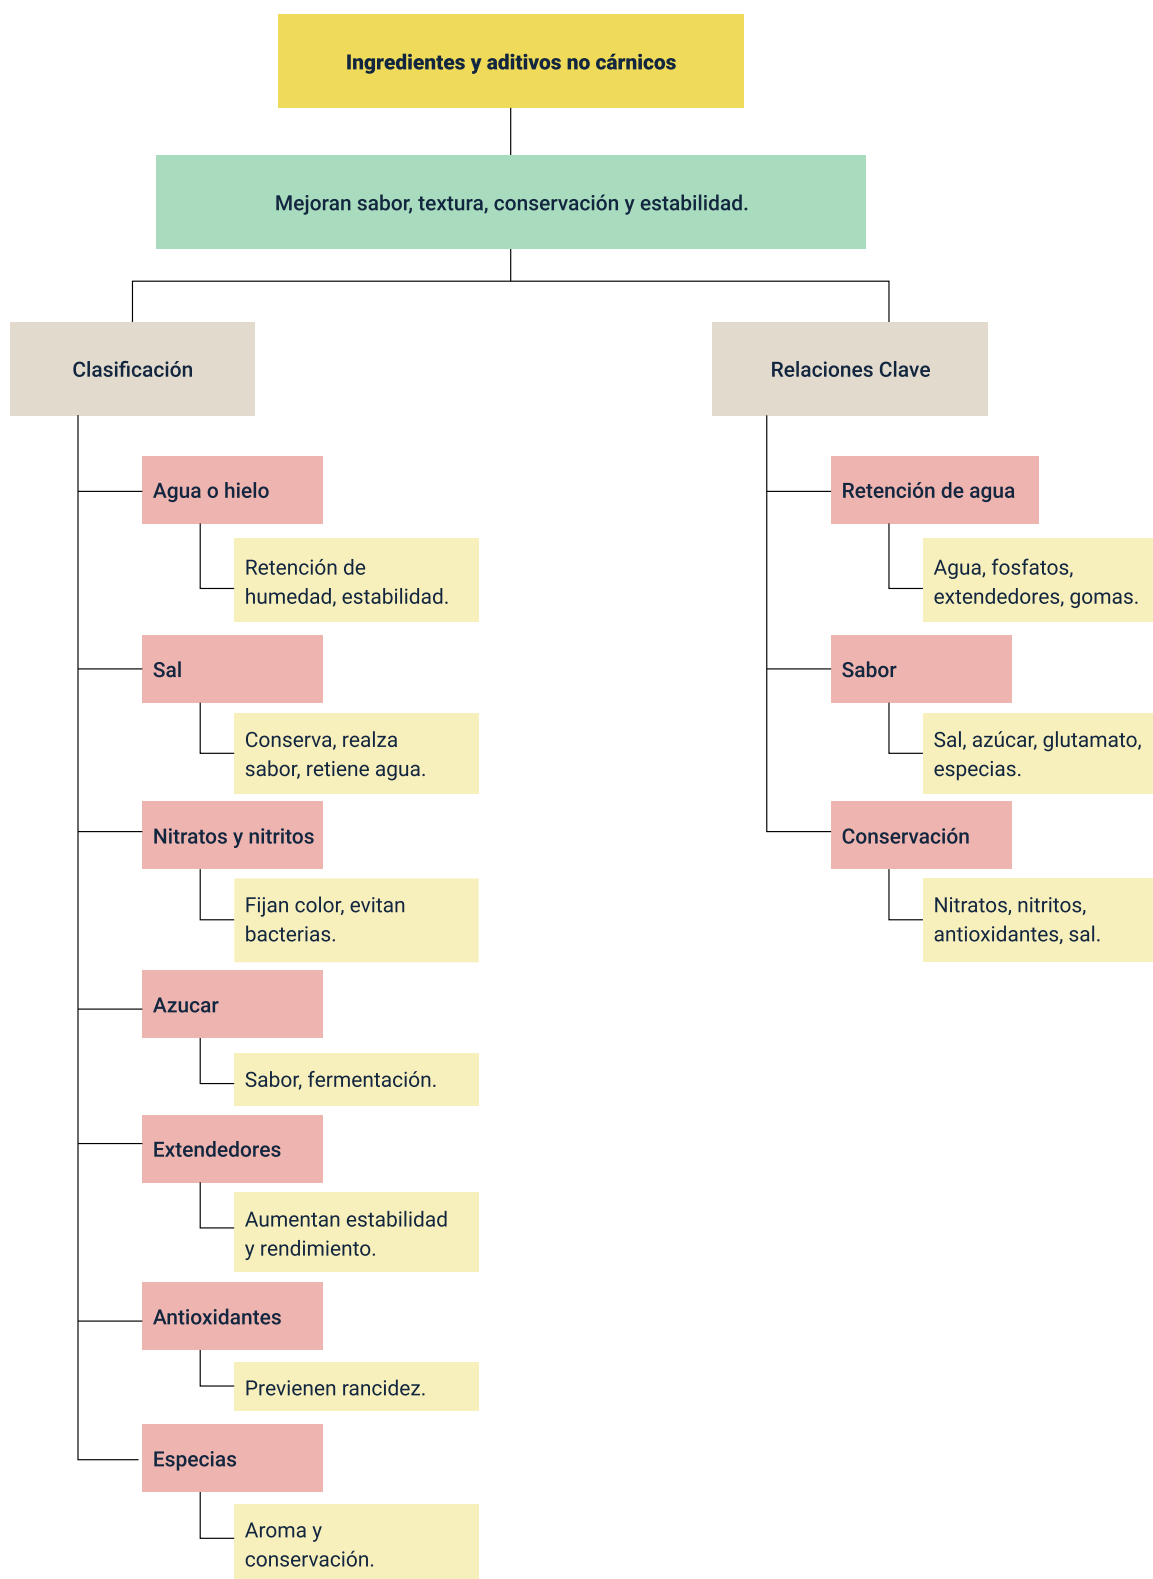 Ingredientes y aditivos no cárnicos
Mejoran sabor, textura, conservación y estabilidad.
Clasificación
Agua o hielo
Retención de
humedad, estabilidad.
Sal
Conserva, realza
sabor, retiene agua.
Nitratos y nitritos
Fijan color, evitan
bacterias.
Azucar
Sabor, fermentación.
Extendedores
Aumentan estabilidad
y rendimiento.
Antioxidantes
Previenen rancidez.
Especias
Aroma y
conservación.
Relaciones Clave
Retención de agua
Agua, fosfatos,
extendedores, gomas.
Sabor
Sal, azúcar, glutamato,
especias.
Conservación
Nitratos, nitritos,
antioxidantes, sal.